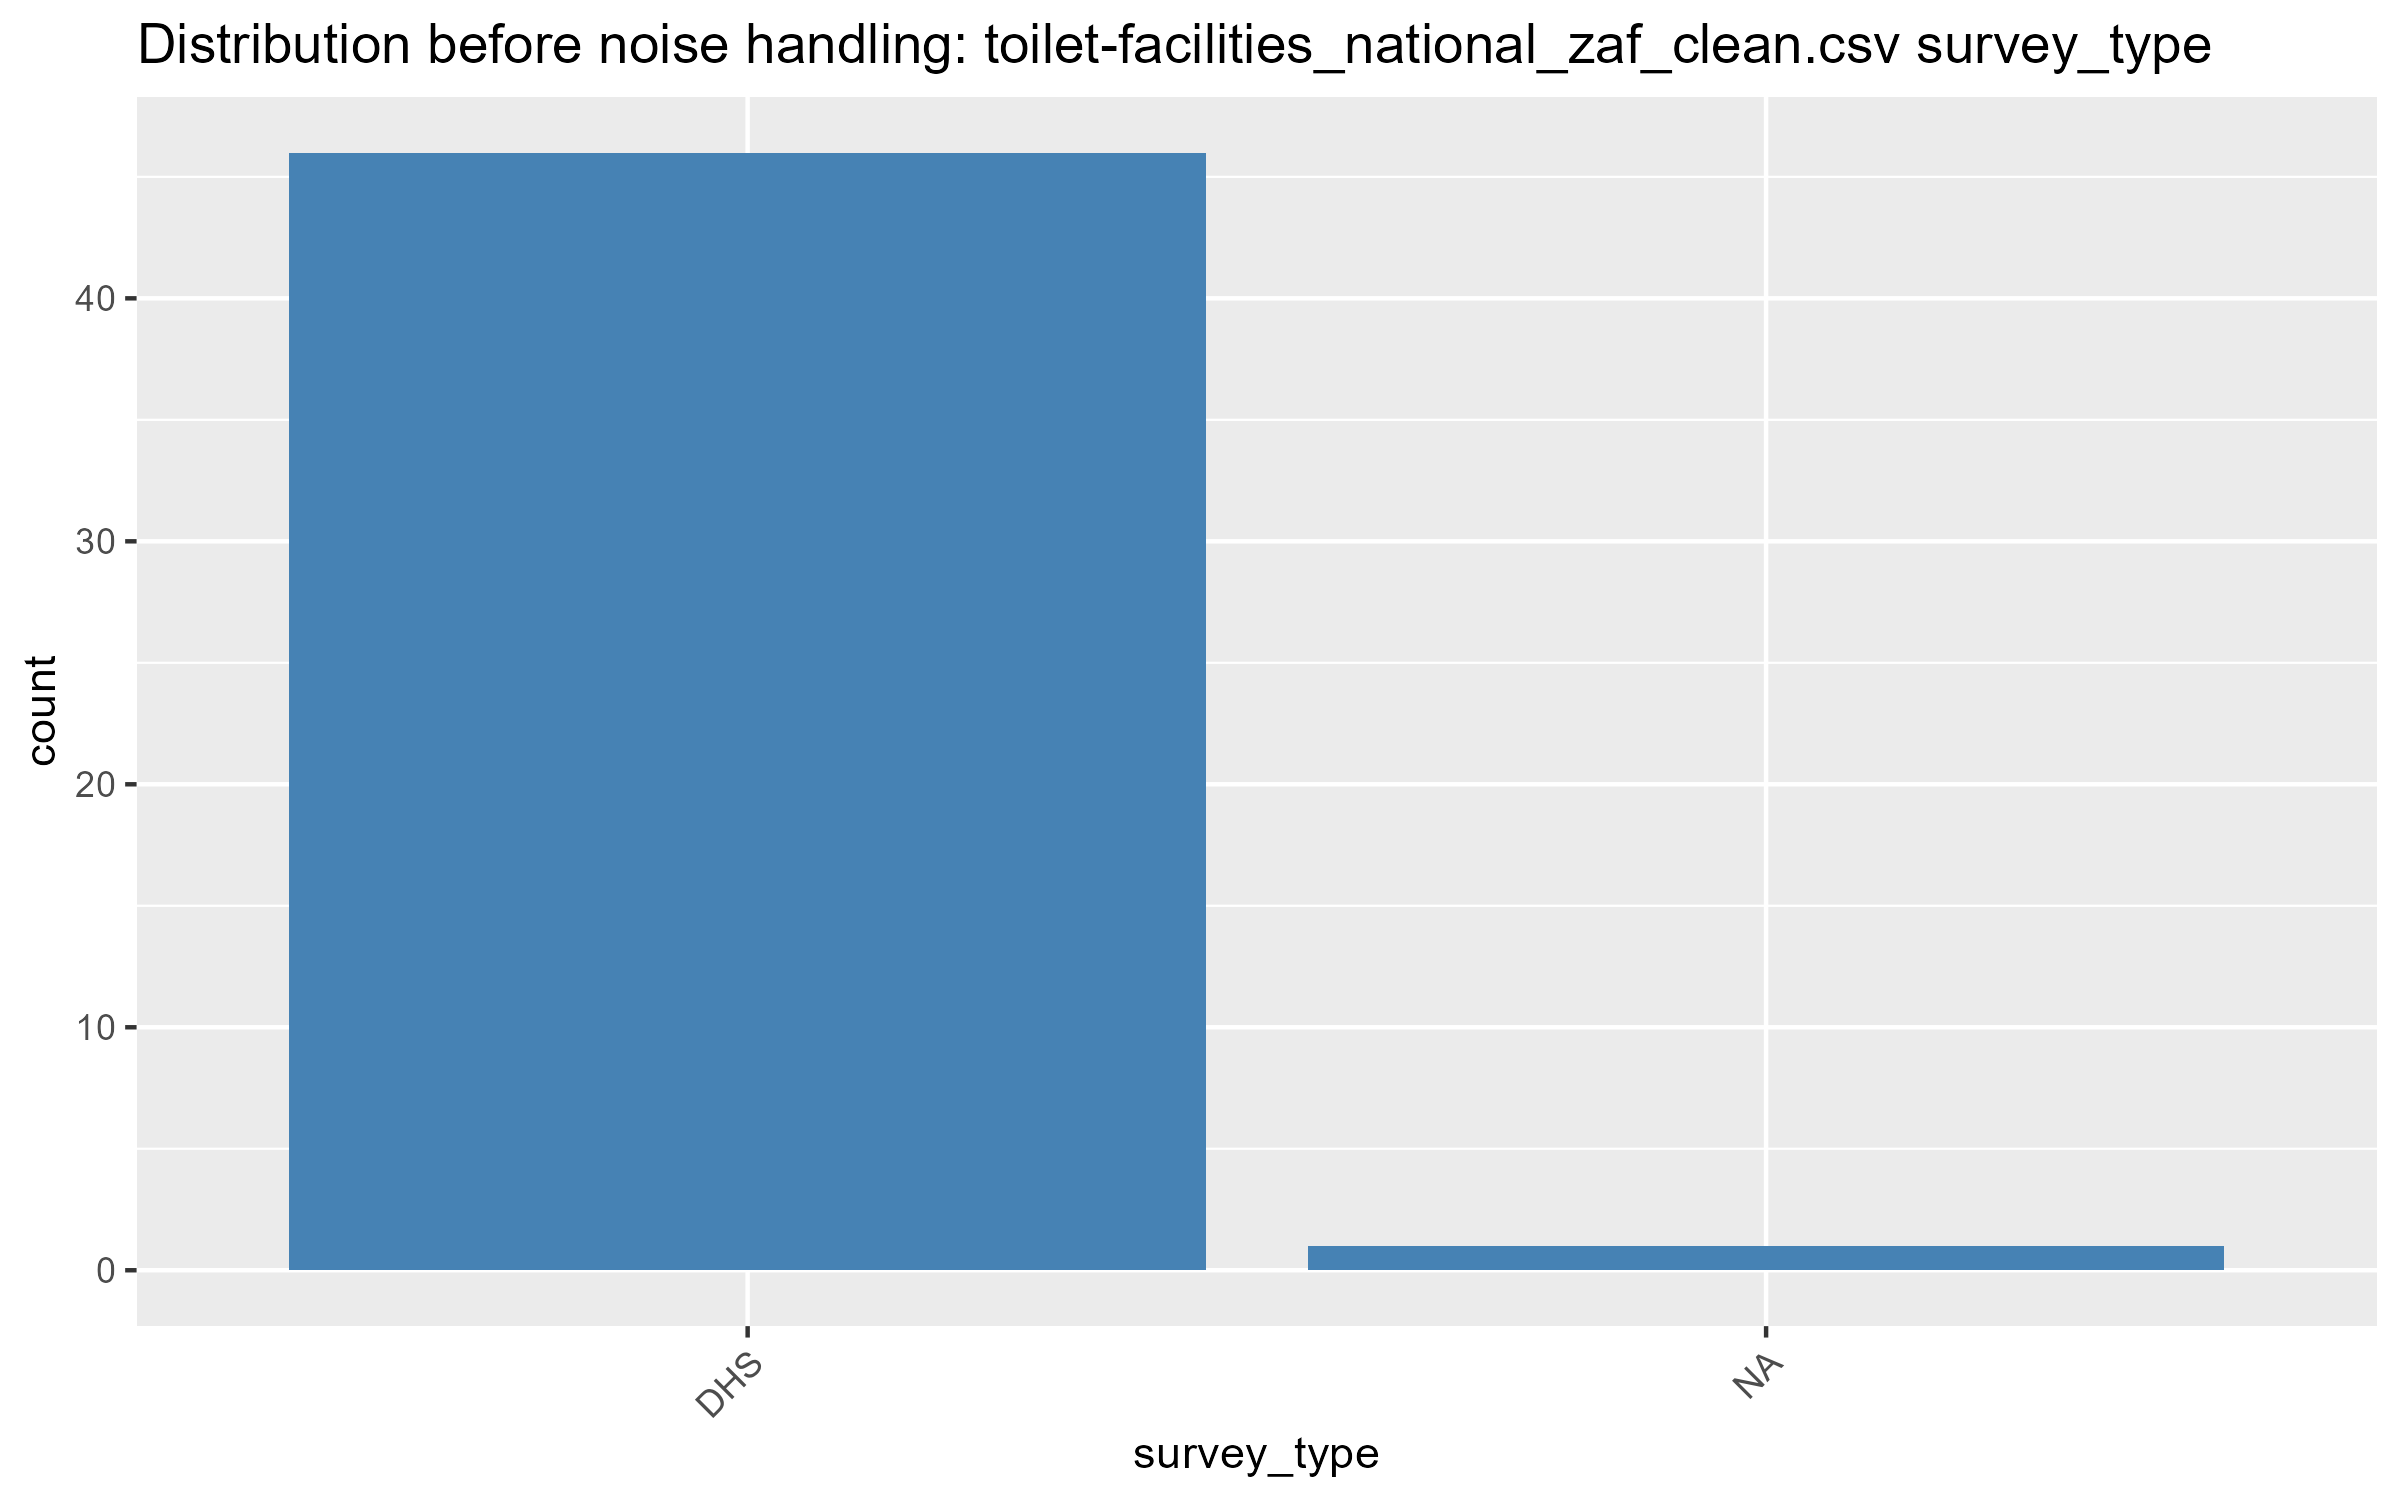 Distribution before noise handling: toilet-facilities_national_zaf_clean.csv survey_type
count
40
30
20
10
0
DHS
NA
survey_type